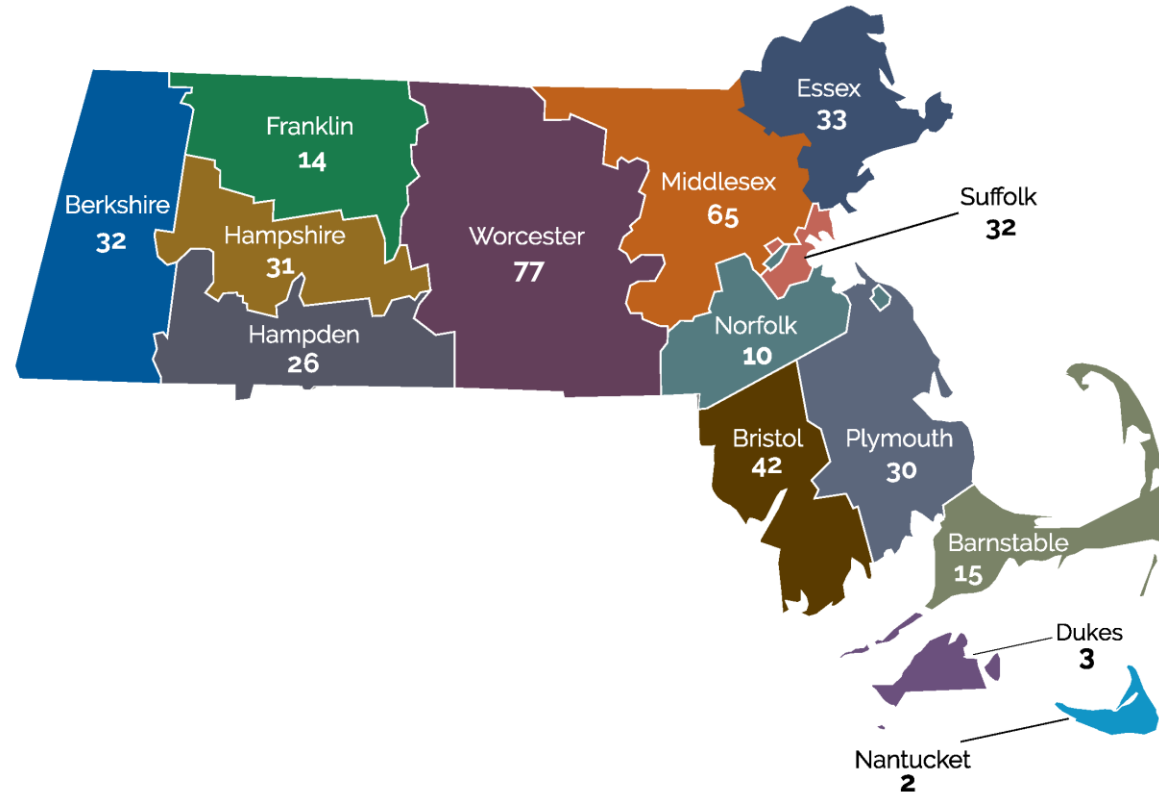 Essex
33
Franklin
14
Middlesex
65
Suffolk
32
Berkshire
32
Hampshire
31
Worcester
77
Hampden
26
Norfolk
10
Bristol
42
Plymouth
30
Barnstable
15
Dukes
3
Nantucket
2